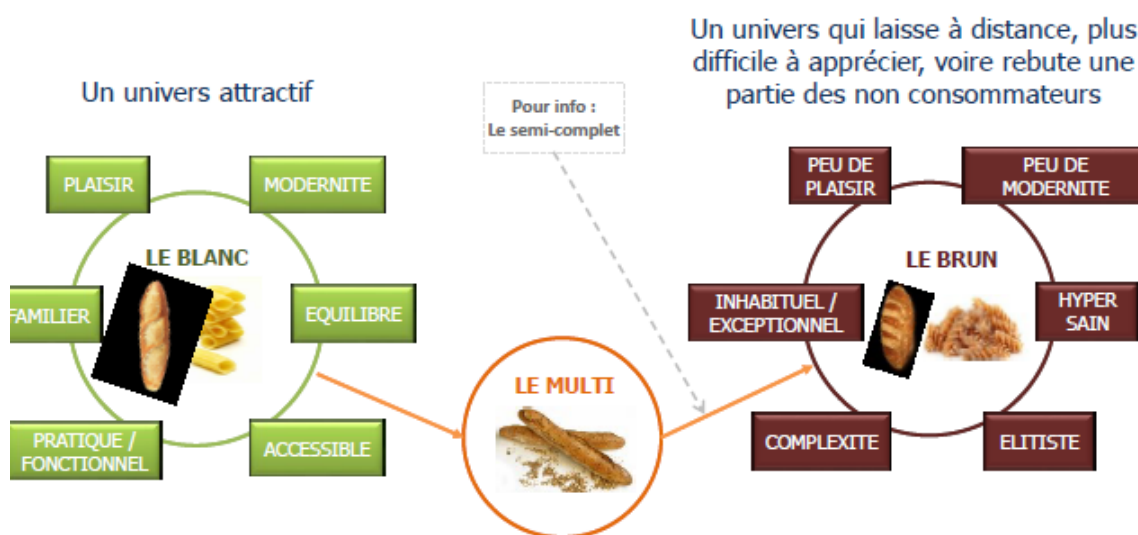 Un univers qui laisse à distance, plus
difficile à apprécier, voire rebute une
partie des non consommateurs
Un univers attractif
Pour info :
Le semi-complet
PLAISIR
MODERNITE
LE BLANC
FAMILIER
EQUILIBRE
PRATIQUE /
FONCTIONNEL
ACCESSIBLE
LE MULTI
PEU DE
PLAISIR
PEU DE
MODERNITE
LE BRUN
INHABITUEL /
EXCEPTIONNEL
HYPER
SAIN
COMPLEXITE
ELITISTE